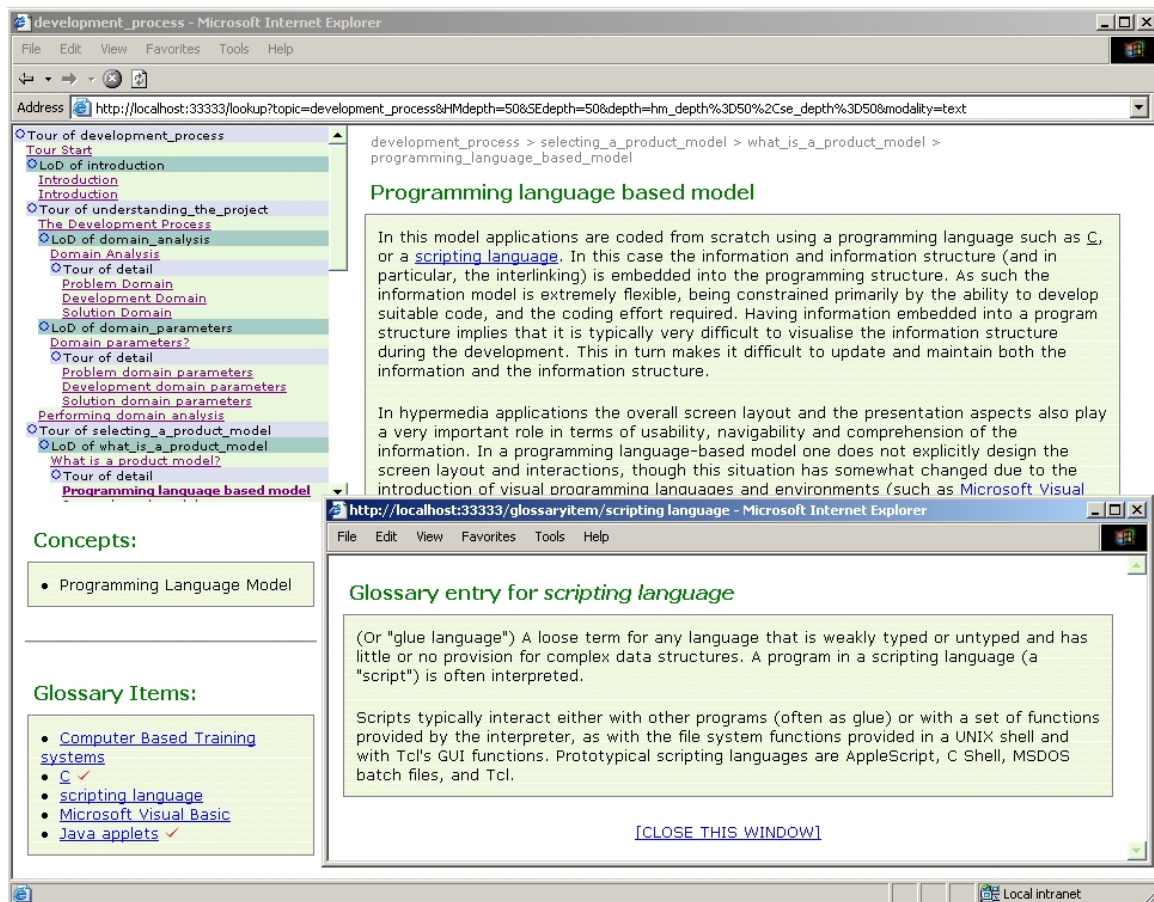 development_process - Microsoft Internet Explorer
File Edit View Favorites Tools Help
Address http://localhost:33333/lookup?topic=development_process&HMdepth=50&SEdepth=50&depth=hm_depth%3D50%2Cse_depth%3D50&modality=text
Tour of development_process
Tour Start
LoD of introduction
Introduction
Introduction
Tour of understanding_the_project
The Development Process
LoD of domain_analysis
Domain Analysis
Tour of detail
Problem Domain
Development Domain
Solution Domain
LoD of domain_parameters
Domain parameters?
Tour of detail
Problem domain parameters
Development domain parameters
Solution domain parameters
Performing domain analysis
Tour of selecting_a_product_model
LoD of what_is_a_product_model
What is a product model?
Tour of detail
Programming language based model
development_process > selecting_a_product_model > what_is_a_product_model >
programming_language_based_model
Programming language based model
In this model applications are coded from scratch using a programming language such as C,
or a scripting language. In this case the information and information structure (and in
particular, the interlinking) is embedded into the programming structure. As such the
information model is extremely flexible, being constrained primarily by the ability to develop
suitable code, and the coding effort required. Having information embedded into a program
structure implies that it is typically very difficult to visualise the information structure
during the development. This in turn makes it difficult to update and maintain both the
information and the information structure.
In hypermedia applications the overall screen layout and the presentation aspects also play
a very important role in terms of usability, navigability and comprehension of the
information. In a programming language-based model one does not explicitly design the
screen layout and interactions, though this situation has somewhat changed due to the
introduction of visual programming languages and environments (such as Microsoft Visual
Concepts:
• Programming Language Model
Glossary Items:
• Computer Based Training
systems
• C ✓
• scripting language
• Microsoft Visual Basic
• Java applets ✓
http://localhost:33333/glossaryitem/scripting language - Microsoft Internet Explorer
File Edit View Favorites Tools Help
Glossary entry for scripting language
(Or "glue language") A loose term for any language that is weakly typed or untyped and has
little or no provision for complex data structures. A program in a scripting language (a
"script") is often interpreted.
Scripts typically interact either with other programs (often as glue) or with a set of functions
provided by the interpreter, as with the file system functions provided in a UNIX shell and
with Tcl's GUI functions. Prototypical scripting languages are AppleScript, C Shell, MSDOS
batch files, and Tcl.
[CLOSE THIS WINDOW]
Local intranet